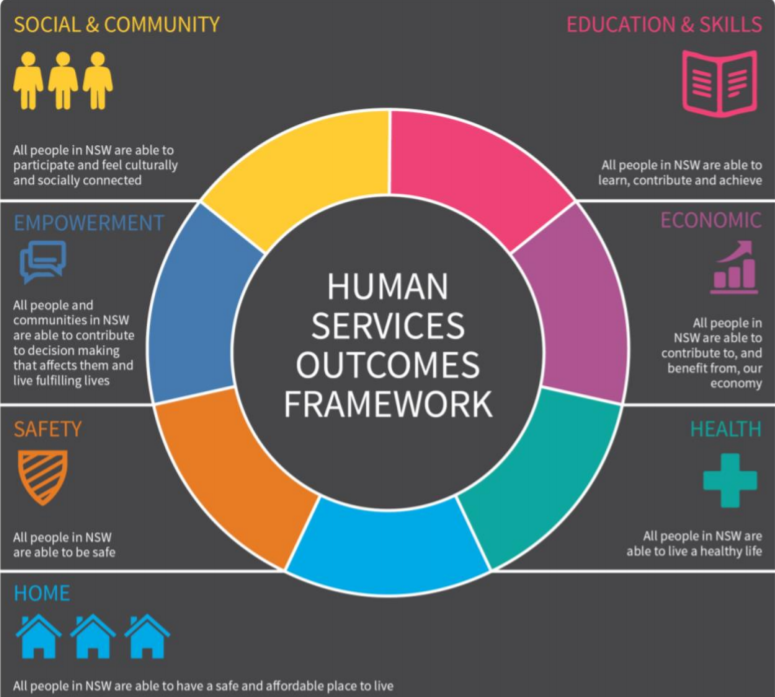 SOCIAL & COMMUNITY
All people in NSW are able to
participate and feel culturally
and socially connected
EDUCATION & SKILLS
All people in NSW are able to
learn, contribute and achieve
EMPOWERMENT
All people and
communities in NSW
are able to contribute
to decision making
that affects them and
live fulfilling lives
HUMAN
SERVICES
OUTCOMES
FRAMEWORK
ECONOMIC
All people in
NSW are able to
contribute to, and
benefit from, our
economy
SAFETY
All people in NSW
are able to be safe
HEALTH
All people in NSW are
able to live a healthy life
HOME
All people in NSW are able to have a safe and affordable place to live